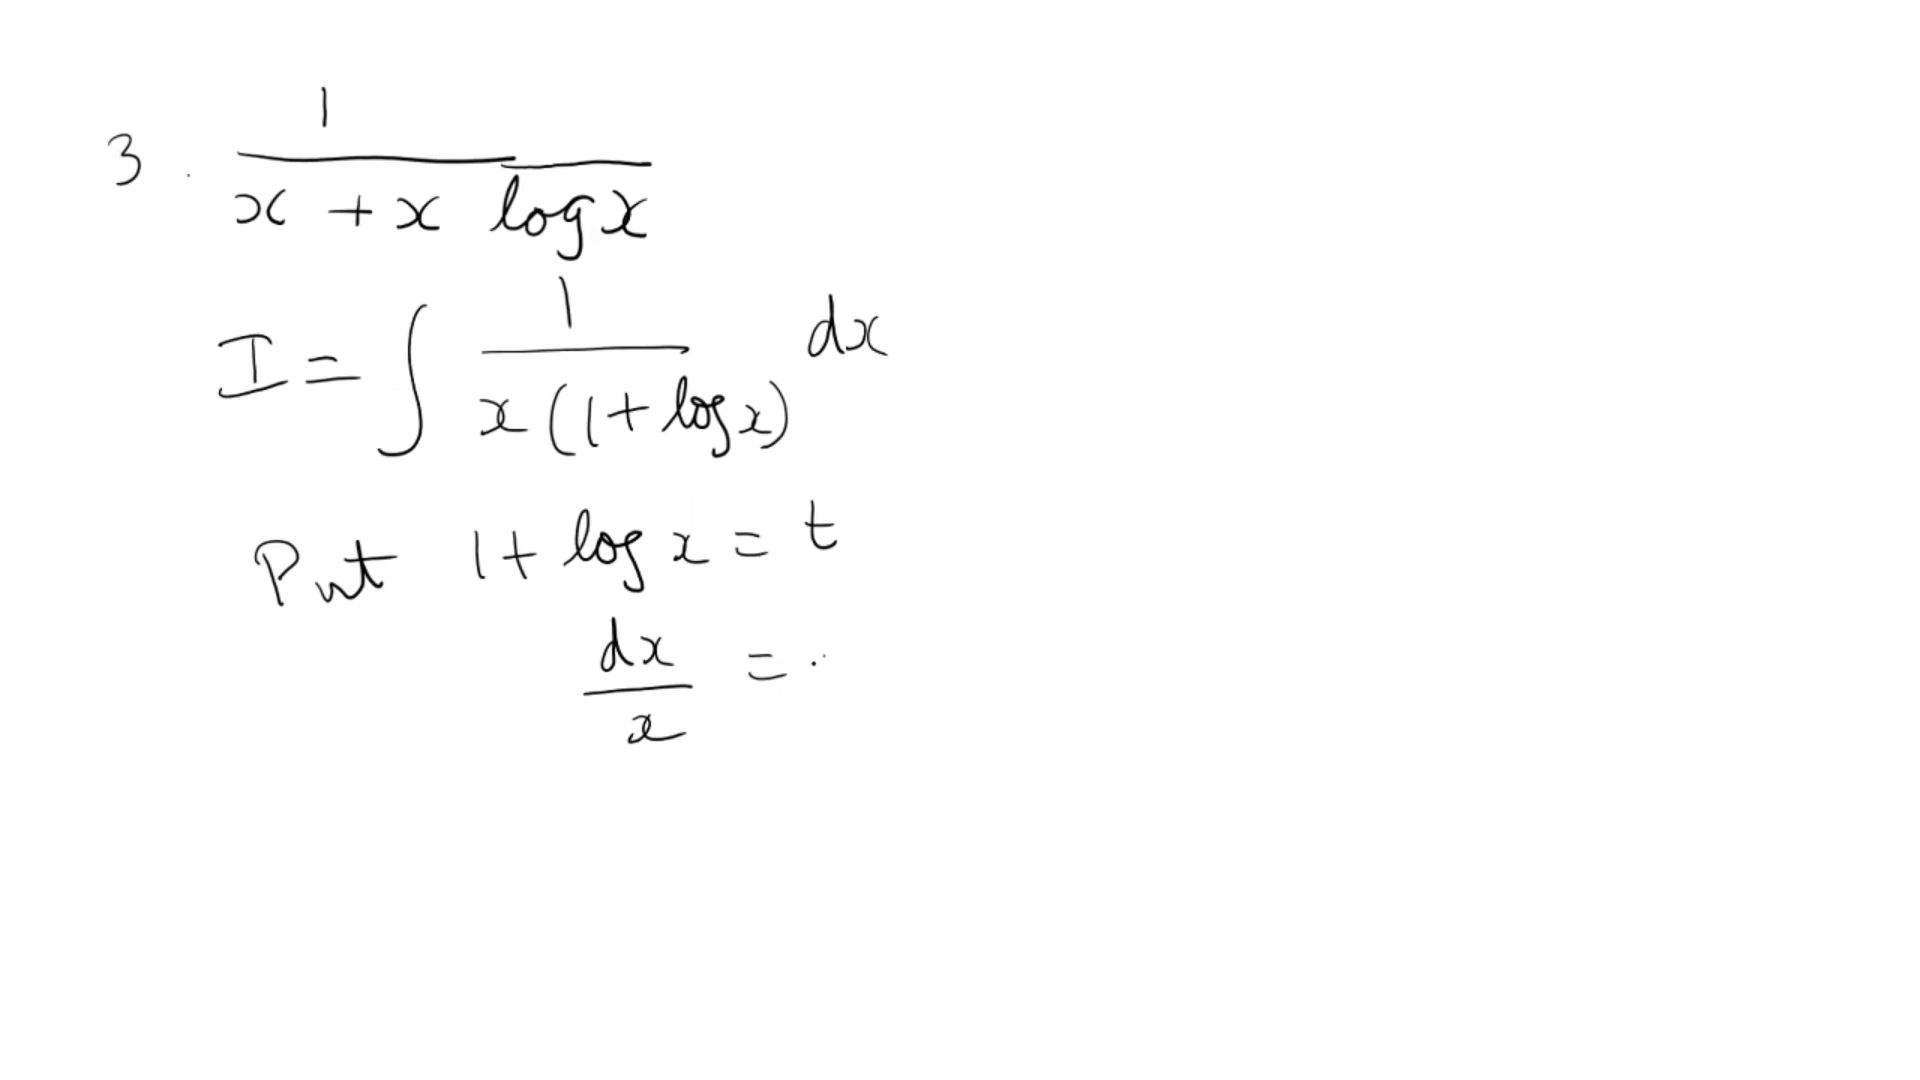 3. 1/(x + x log x)
I = ∫ 1/(x(1+log x)) dx
Put 1+ log x = t
dx/x = .